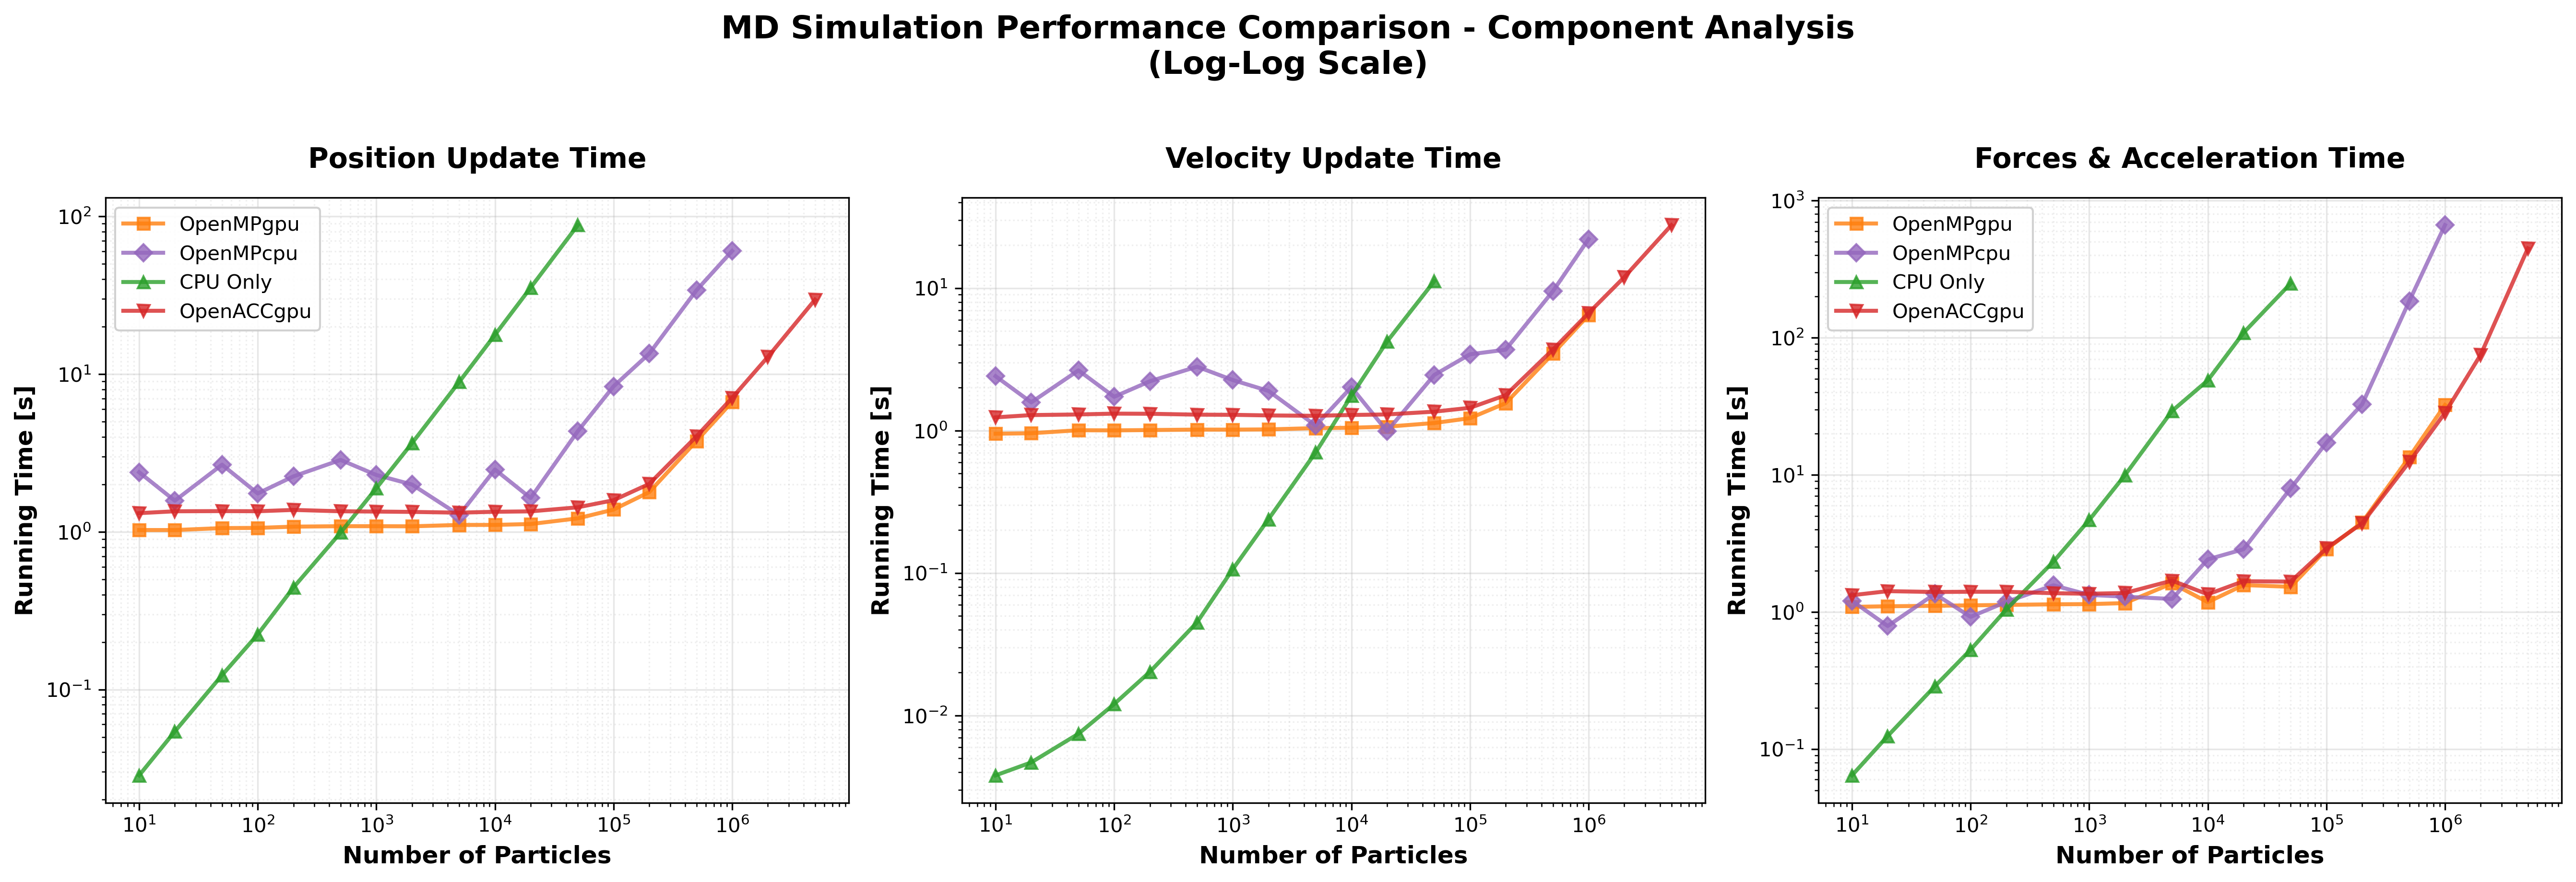 MD Simulation Performance Comparison - Component Analysis
(Log-Log Scale)
Position Update Time
Running Time [s]
10²
10¹
10⁰
10⁻¹
OpenMPgpu
OpenMPcpu
CPU Only
OpenACCgpu
10¹ 10² 10³ 10⁴ 10⁵ 10⁶
Number of Particles
Velocity Update Time
Running Time [s]
10¹
10⁰
10⁻¹
10⁻²
10¹ 10² 10³ 10⁴ 10⁵ 10⁶
Number of Particles
Forces & Acceleration Time
Running Time [s]
10³
10²
10¹
10⁰
10⁻¹
OpenMPgpu
OpenMPcpu
CPU Only
OpenACCgpu
10¹ 10² 10³ 10⁴ 10⁵ 10⁶
Number of Particles